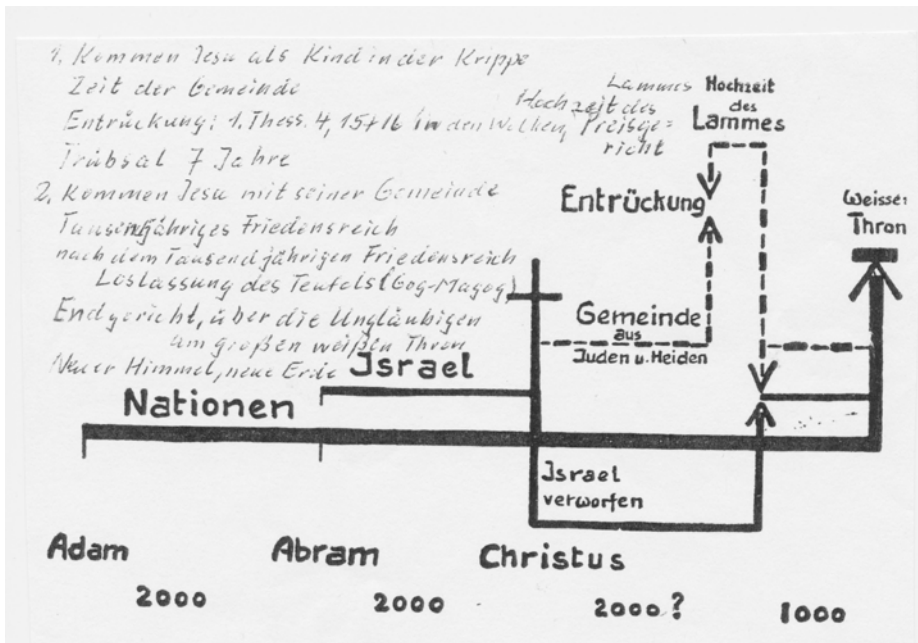 1. Kommen Jesu als Kind in der Krippe
Zeit der Gemeinde
Entrückung: 1. Thess. 4, 15+16 in den Wolken, Hochzeit des Lammes
Preisge=
richt
Trübsal 7 Jahre
2. Kommen Jesu mit seiner Gemeinde
Tausendjähriges Friedensreich
nach dem Tausendjährigen Friedensreich
Loslassung des Teufels (Gog-Magog)
Endgericht, über die Ungläubigen
am großen weißen Thron
Neuer Himmel, neue Erde
Hochzeit
des
Lammes
Entrückung
Weisser
Thron
Gemeinde
aus
Juden u. Heiden
Israel
Nationen
Israel
verworfen
Adam
Abram
Christus
2000
2000
2000?
1000